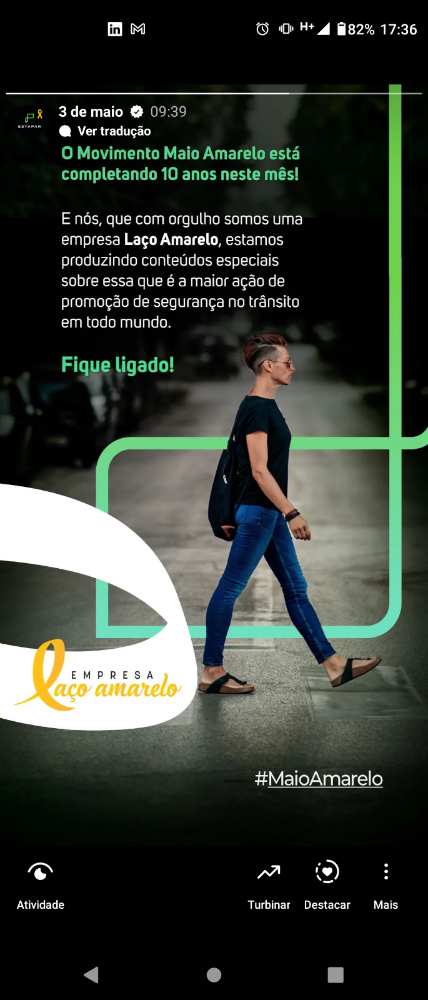 H+ 82% 17:36
ESTAPAR
3 de maio 09:39
Ver tradução
O Movimento Maio Amarelo está
completando 10 anos neste mês!
E nós, que com orgulho somos uma
empresa Laço Amarelo, estamos
produzindo conteúdos especiais
sobre essa que é a maior ação de
promoção de segurança no trânsito
em todo mundo.
Fique ligado!
EMPRESA
laço amarelo
#MaioAmarelo
Atividade
Turbinar
Destacar
Mais